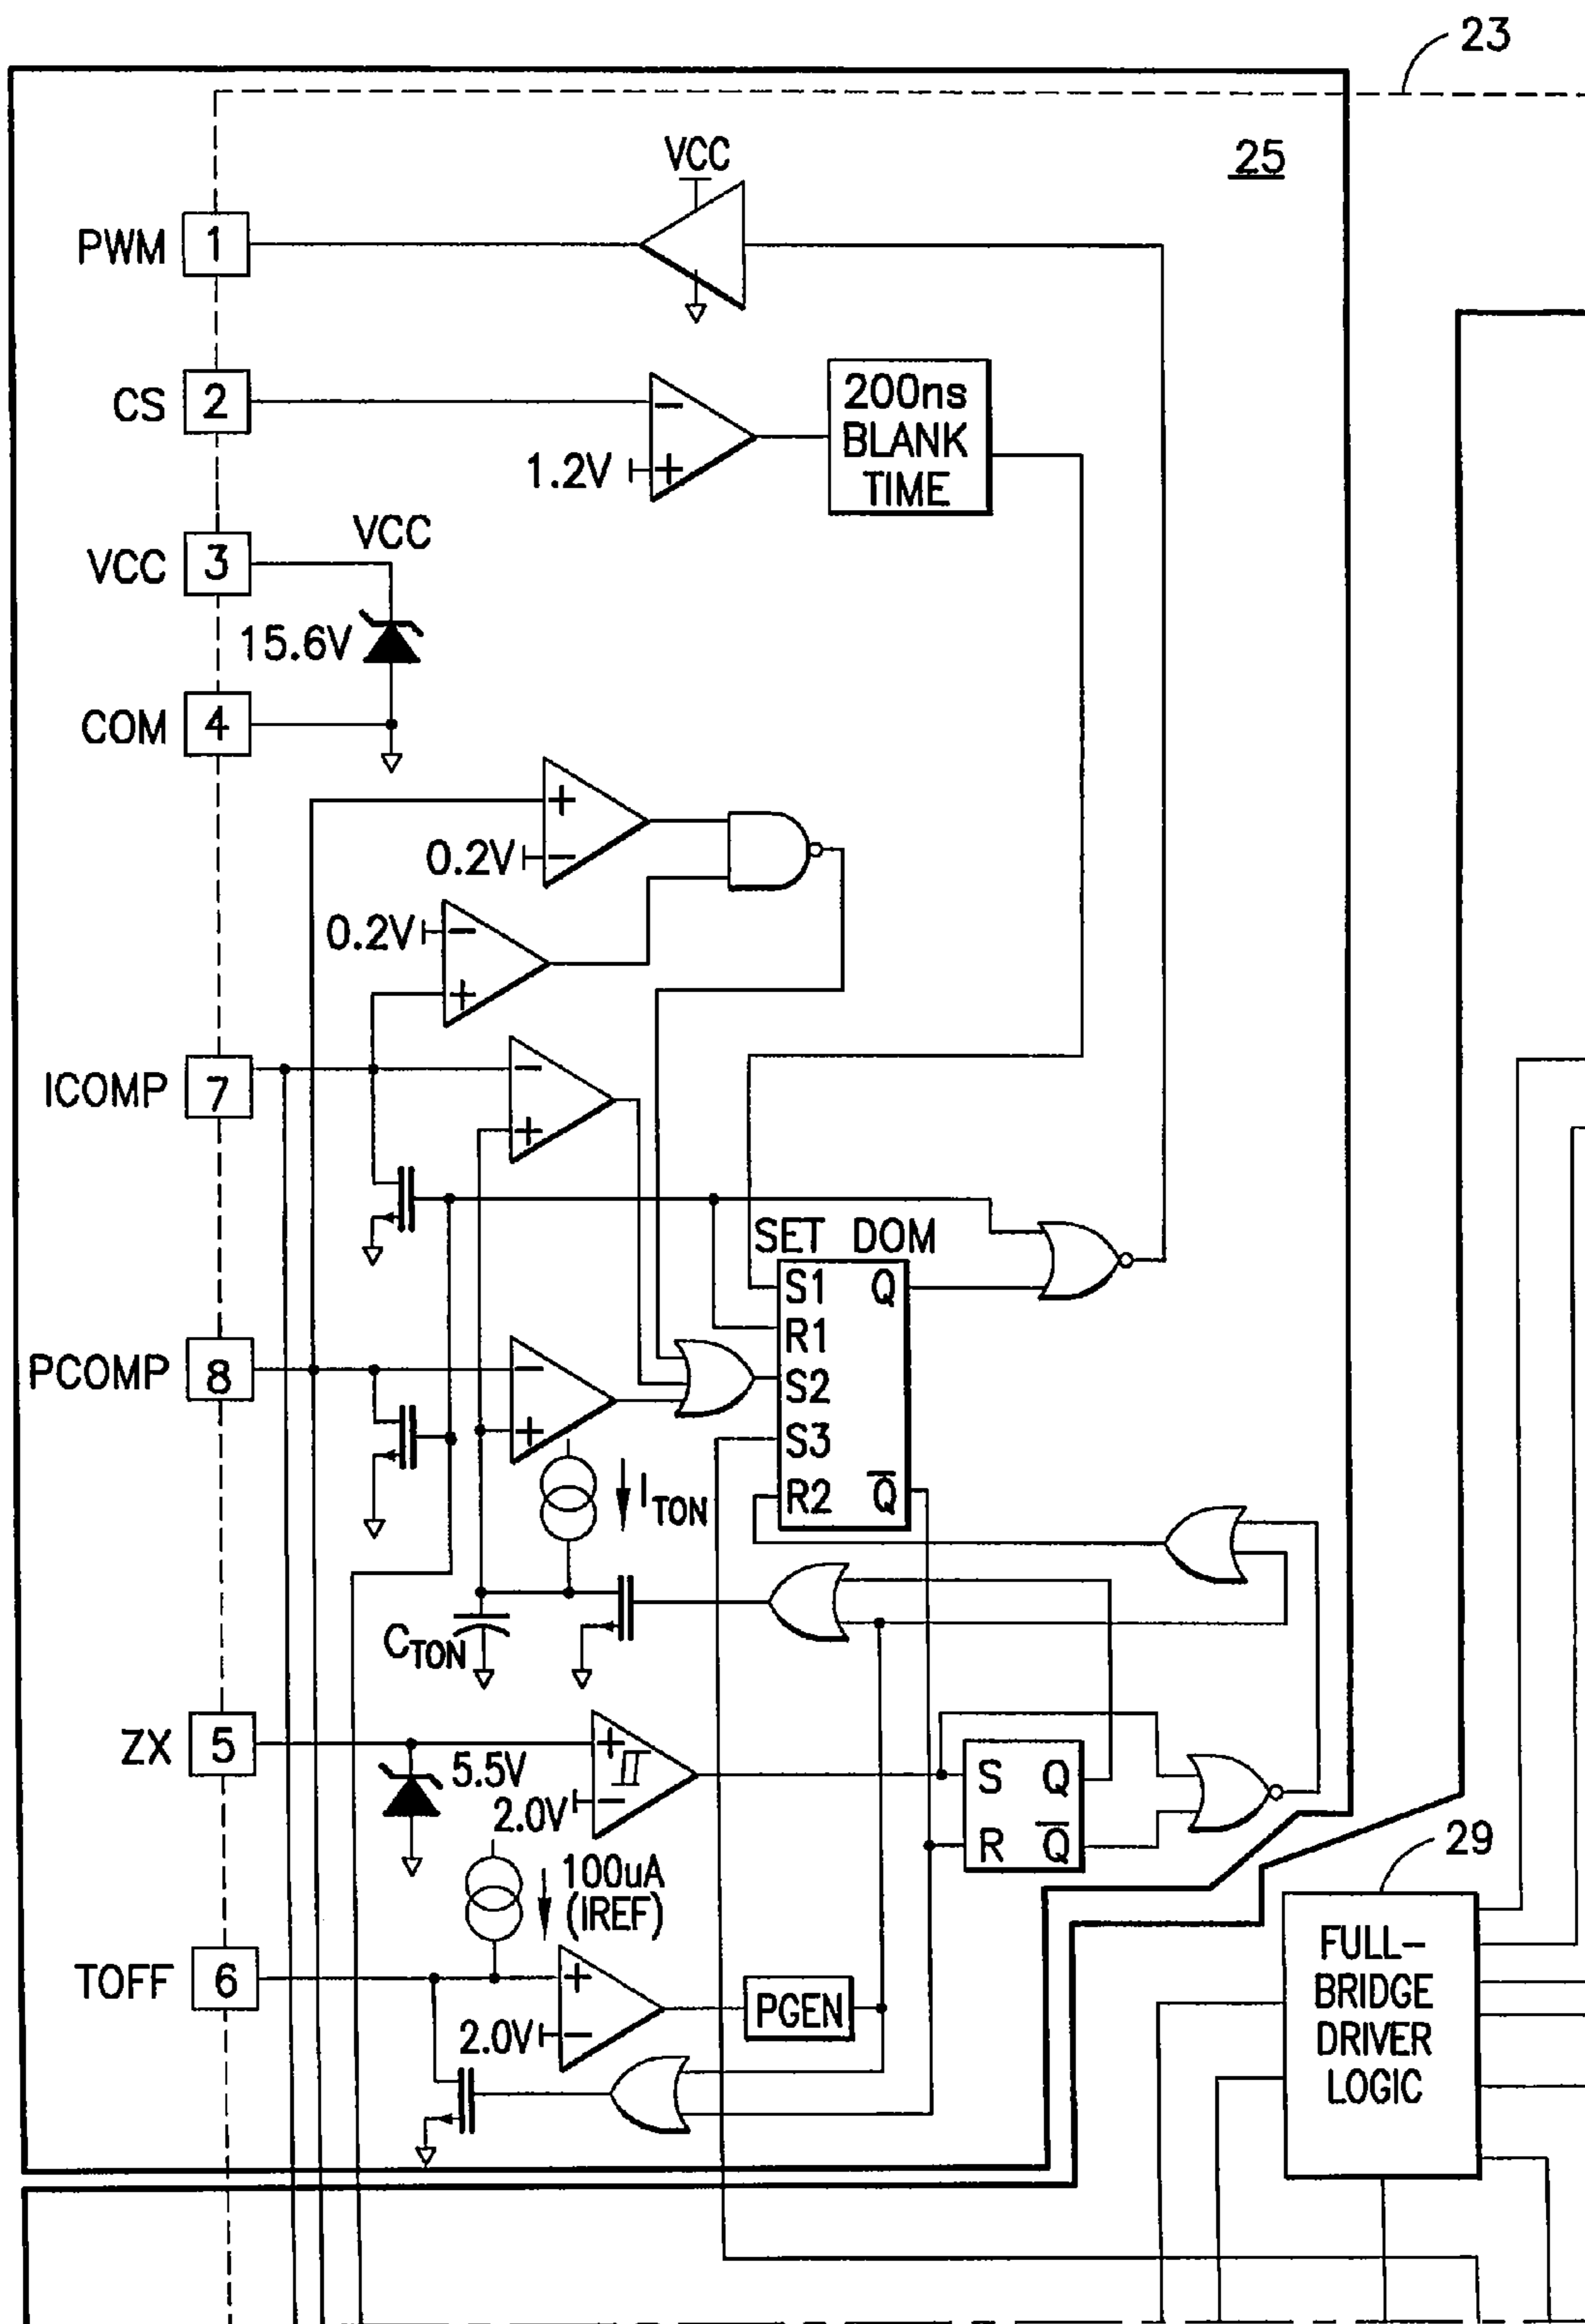 23
25
VCC
PWM 1
CS 2
−
1.2V +
200ns
BLANK
TIME
VCC
VCC 3
15.6V
COM 4
+
0.2V −
0.2V −
+
ICOMP 7
−
+
SET DOM
S1 Q
R1
S2
S3
R2 Q̅
PCOMP 8
−
+
I_TON
C_TON
ZX 5
5.5V
+
2.0V −
S Q
R Q̅
100uA
(IREF)
29
TOFF 6
+
2.0V −
PGEN
FULL-
BRIDGE
DRIVER
LOGIC